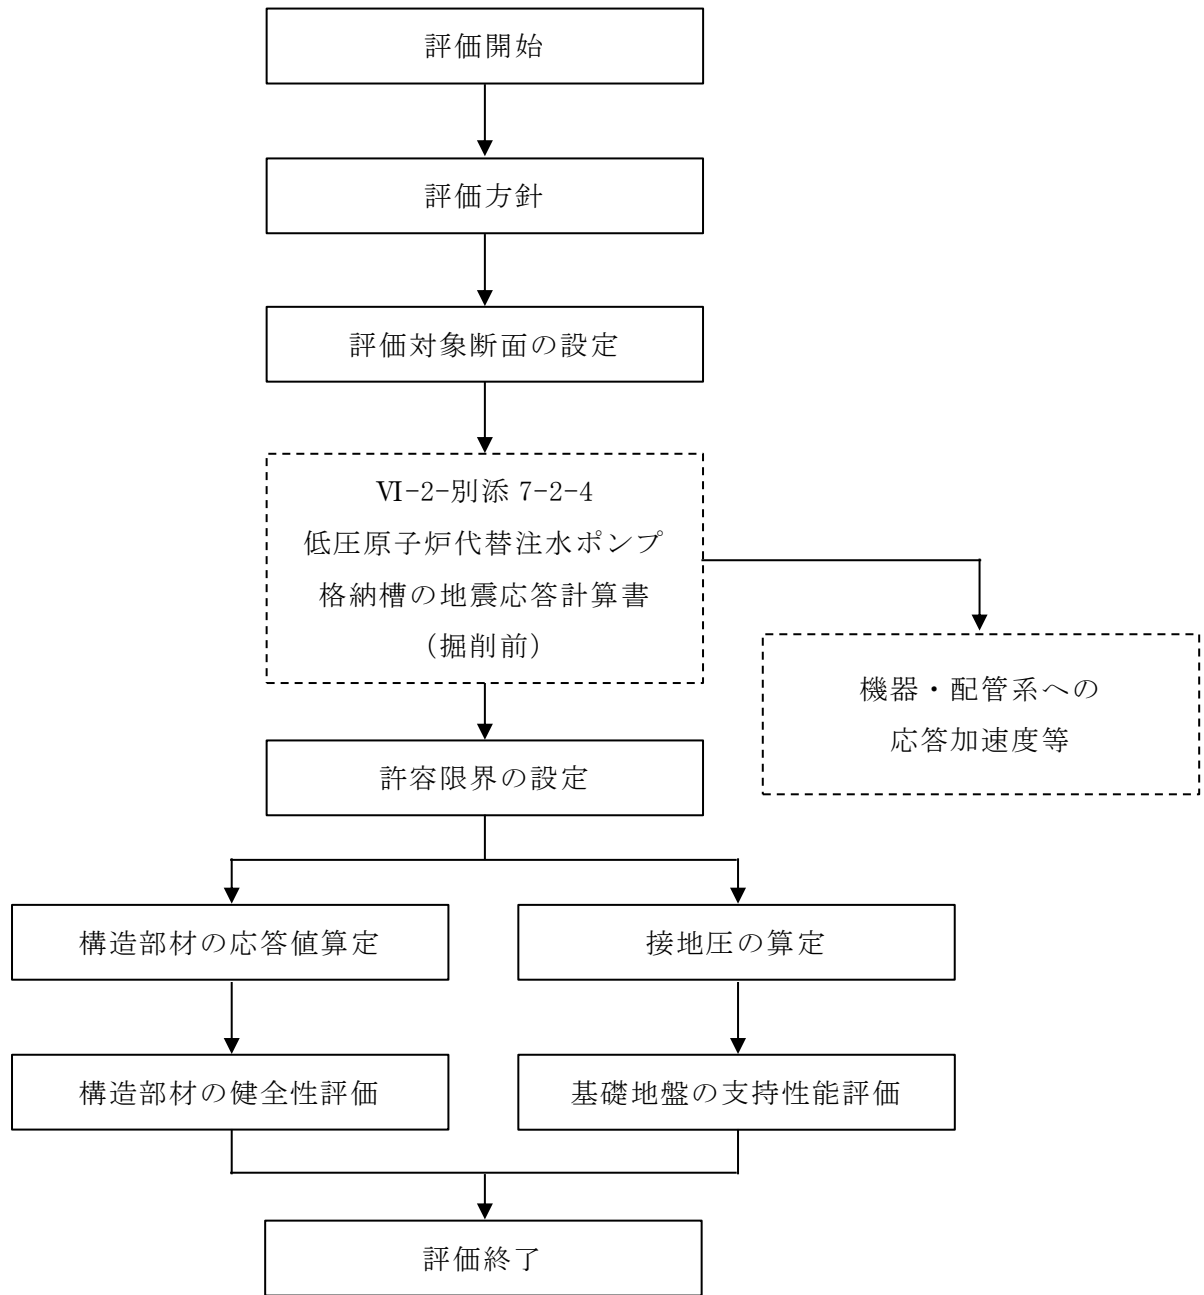 評価開始
評価方針
評価対象断面の設定
Ⅵ-2-別添 7-2-4
低圧原子炉代替注水ポンプ
格納槽の地震応答計算書
（掘削前）
機器・配管系への
応答加速度等
許容限界の設定
構造部材の応答値算定
接地圧の算定
構造部材の健全性評価
基礎地盤の支持性能評価
評価終了